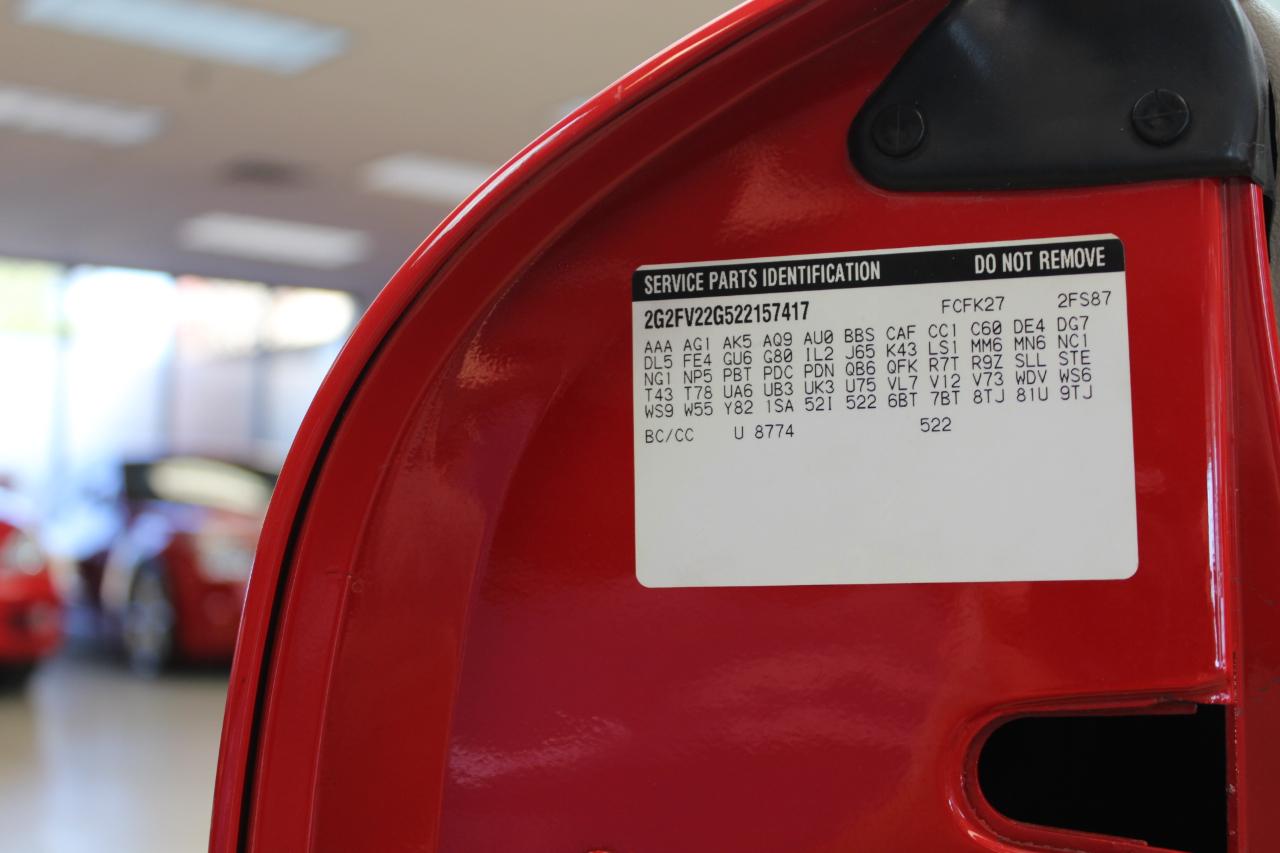 SERVICE PARTS IDENTIFICATION DO NOT REMOVE
2G2FV22G522157417 FCFK27 2FS87
AAA AG1 AK5 AQ9 AU0 BBS CAF CC1 C60 DE4 DG7
DL5 FE4 GU6 G80 IL2 J65 K43 LS1 MM6 MN6 NC1
NG1 NP5 PBT PDC PDN QB6 QFK R7T R9Z SLL STE
T43 T78 UA6 UB3 UK3 U75 VL7 V12 V73 WDV WS6
WS9 W55 Y82 1SA 52I 522 6BT 7BT 8TJ 81U 9TJ
BC/CC U 8774 522